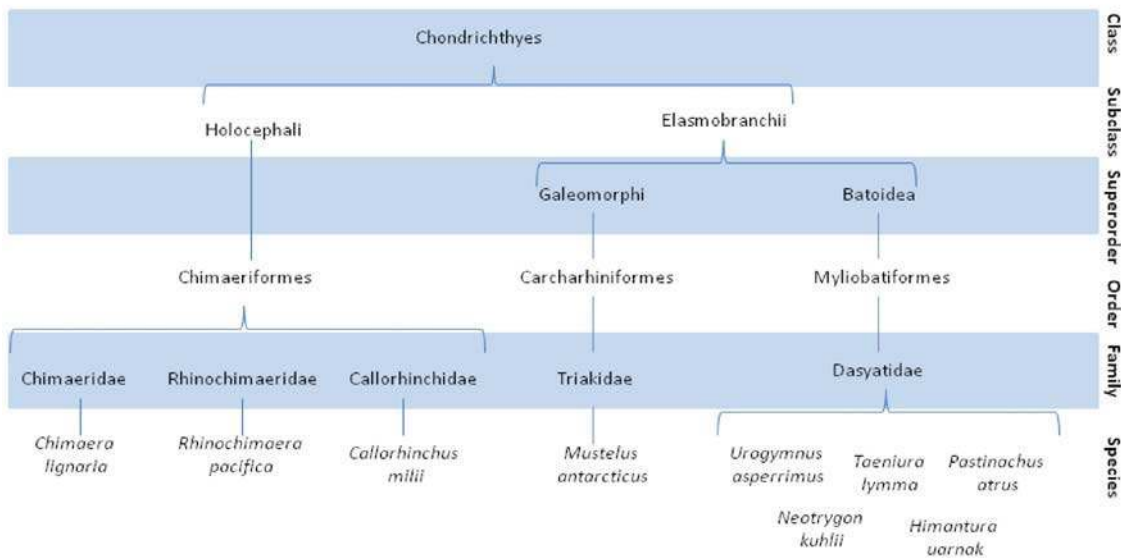 Chondrichthyes
Class
Holocephali
Elasmobranchii
Subclass
Galeomorphi
Batoidea
Superorder
Chimaeriformes
Carcharhiniformes
Myliobatiformes
Order
Chimaeridae
Rhinochimaeridae
Callorhinchidae
Triakidae
Dasyatidae
Family
Chimaera
lignaria
Rhinochimaera
pacifica
Callorhinchus
milii
Mustelus
antarcticus
Urogymnus
asperrimus
Taeniura
lymma
Pastinachus
atrus
Neotrygon
kuhlii
Himantura
uarnak
Species